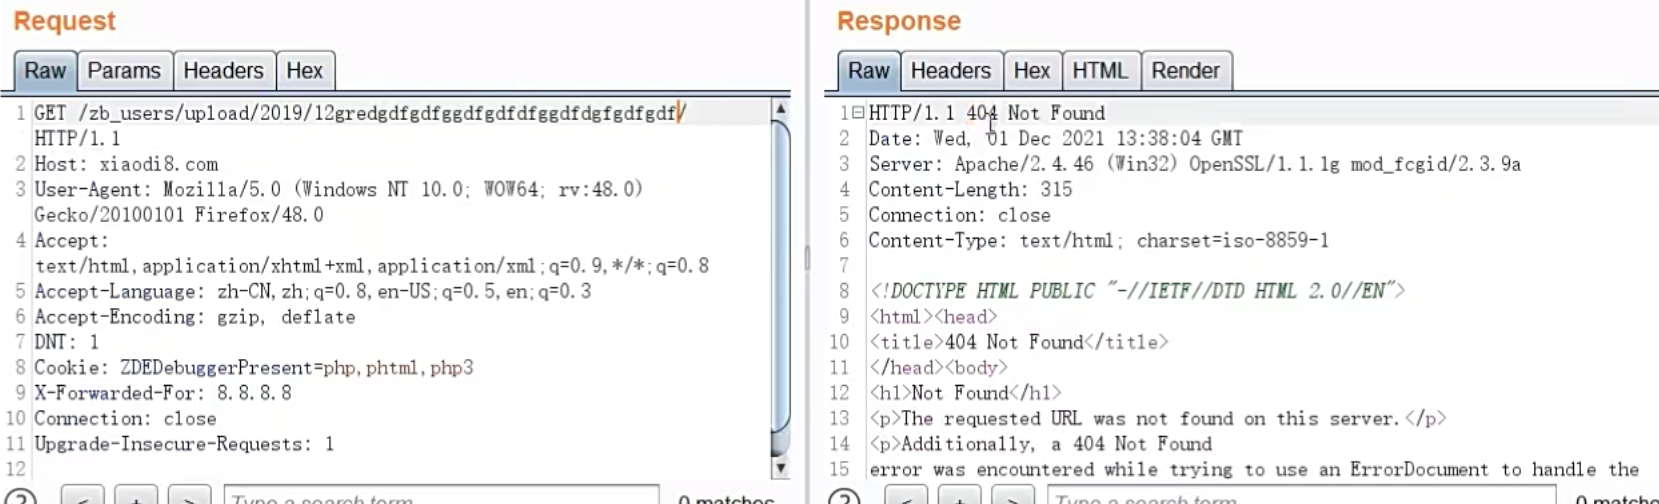 Request
Raw Params Headers Hex
1 GET /zb_users/upload/2019/12gredgdfgdfggdfgdfdfggdfdgfgdfgdf/
HTTP/1.1
2 Host: xiaodi8.com
3 User-Agent: Mozilla/5.0 (Windows NT 10.0; WOW64; rv:48.0)
Gecko/20100101 Firefox/48.0
4 Accept:
text/html,application/xhtml+xml,application/xml;q=0.9,*/*;q=0.8
5 Accept-Language: zh-CN,zh;q=0.8,en-US;q=0.5,en;q=0.3
6 Accept-Encoding: gzip, deflate
7 DNT: 1
8 Cookie: ZDEDebuggerPresent=php,phtml,php3
9 X-Forwarded-For: 8.8.8.8
10 Connection: close
11 Upgrade-Insecure-Requests: 1
12
? < + > Type a search term 0 matches
Response
Raw Headers Hex HTML Render
1 HTTP/1.1 404 Not Found
2 Date: Wed, 01 Dec 2021 13:38:04 GMT
3 Server: Apache/2.4.46 (Win32) OpenSSL/1.1.1g mod_fcgid/2.3.9a
4 Content-Length: 315
5 Connection: close
6 Content-Type: text/html; charset=iso-8859-1
7
8 <!DOCTYPE HTML PUBLIC "-//IETF//DTD HTML 2.0//EN">
9 <html><head>
10 <title>404 Not Found</title>
11 </head><body>
12 <h1>Not Found</h1>
13 <p>The requested URL was not found on this server.</p>
14 <p>Additionally, a 404 Not Found
15 error was encountered while trying to use an ErrorDocument to handle the
? < + > Type a search term